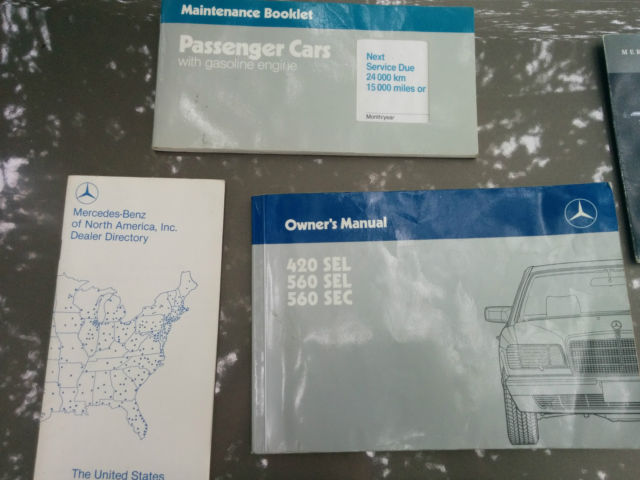 Maintenance Booklet
Passenger Cars
with gasoline engine
Next
Service Due
24 000 km
15 000 miles or
Month/year
Mercedes-Benz
of North America, Inc.
Dealer Directory
The United States
Owner's Manual
420 SEL
560 SEL
560 SEC